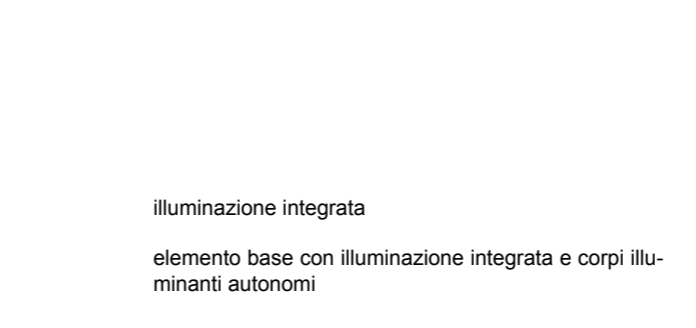 illuminazione integrata
elemento base con illuminazione integrata e corpi illu-
minanti autonomi